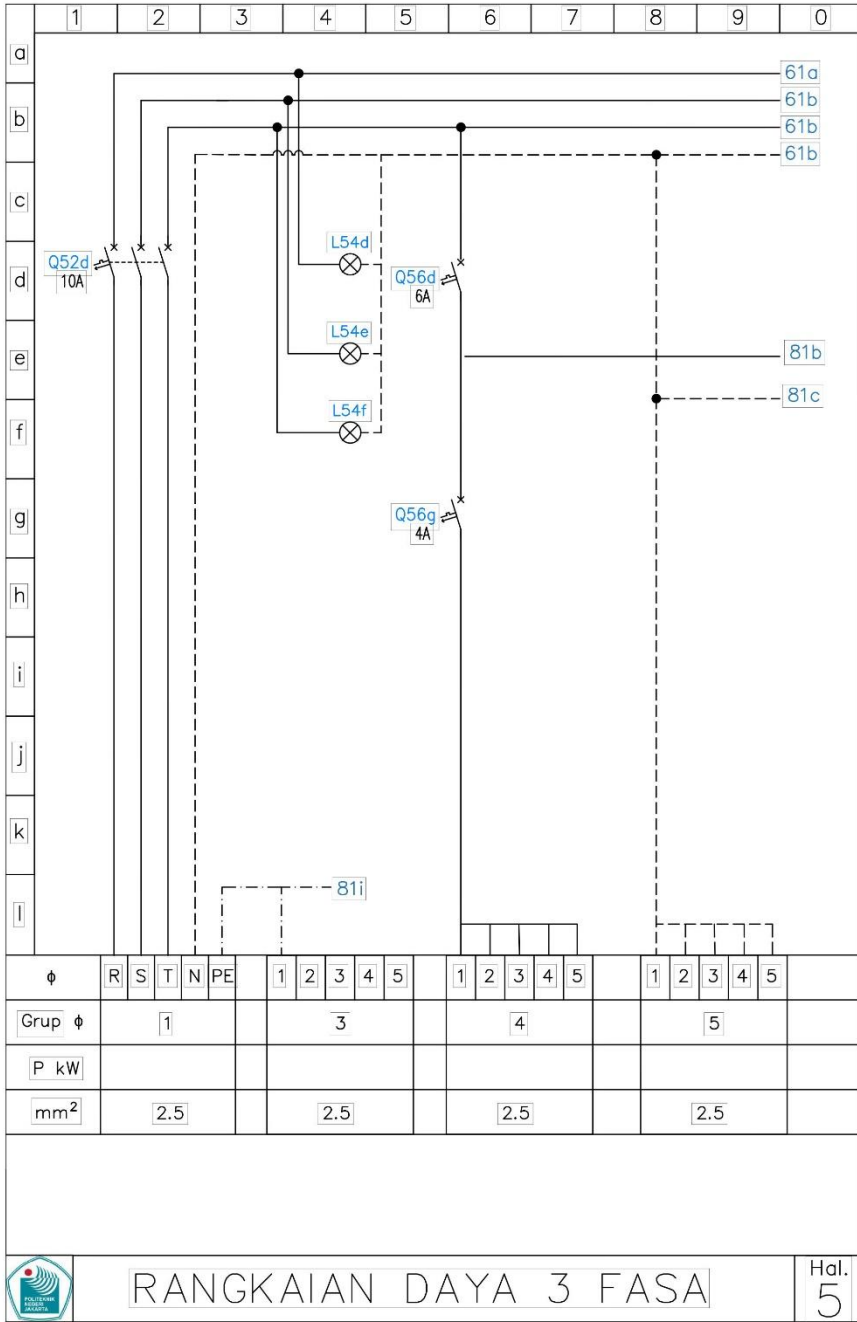 1 2 3 4 5 6 7 8 9 0
a
61a
b
61b
61b
61b
c
L54d
Q52d
10A
d
Q56d
6A
L54e
e
81b
81c
L54f
f
Q56g
4A
g
h
i
j
k
81i
l
ϕ R S T N PE 1 2 3 4 5 1 2 3 4 5 1 2 3 4 5
Grup ϕ 1 3 4 5
P kW
mm² 2.5 2.5 2.5 2.5
POLITEKNIK
NEGERI
JAKARTA
RANGKAIAN DAYA 3 FASA
Hal.
5